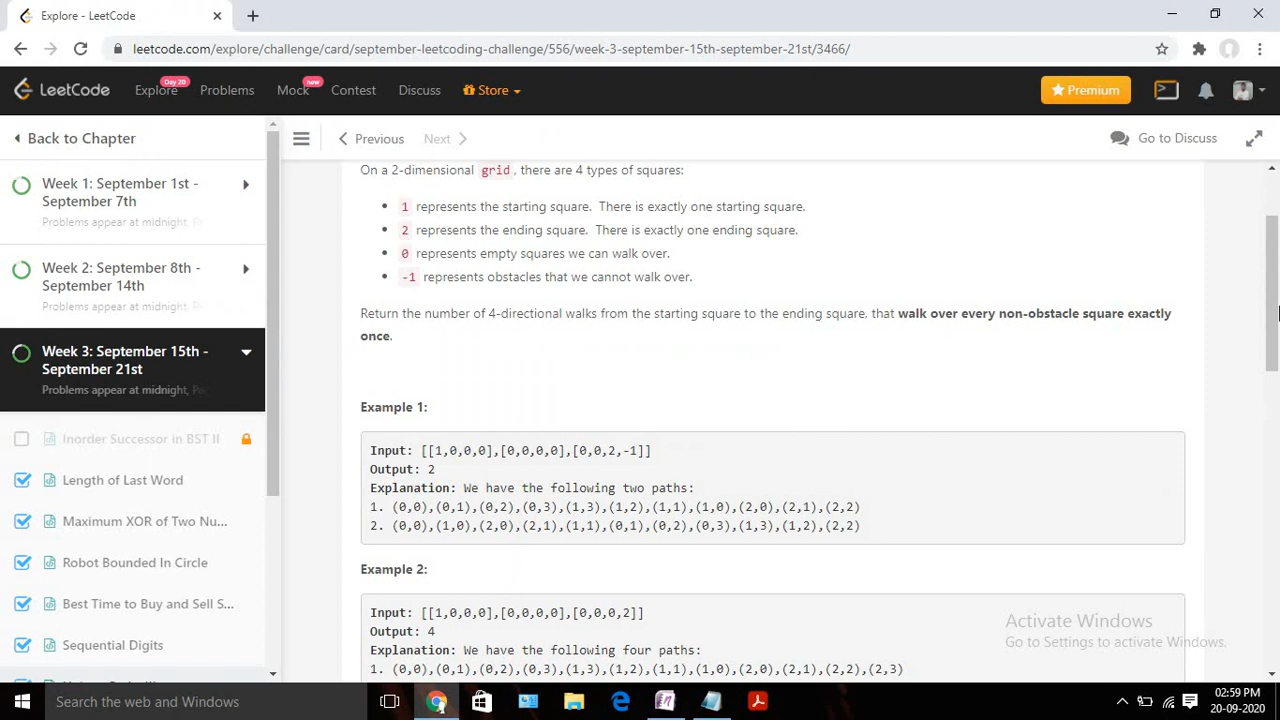 Explore - LeetCode
leetcode.com/explore/challenge/card/september-leetcoding-challenge/556/week-3-september-15th-september-21st/3466/
LeetCode
Explore
Day 20
Problems
Mock
new
Contest
Discuss
Store
Premium
Back to Chapter
Previous
Next
Go to Discuss
Week 1: September 1st -
September 7th
Problems appear at midnight,
Week 2: September 8th -
September 14th
Problems appear at midnight,
Week 3: September 15th -
September 21st
Problems appear at midnight,
Inorder Successor in BST II
Length of Last Word
Maximum XOR of Two Nu...
Robot Bounded In Circle
Best Time to Buy and Sell S...
Sequential Digits
On a 2-dimensional grid, there are 4 types of squares:
1 represents the starting square. There is exactly one starting square.
2 represents the ending square. There is exactly one ending square.
0 represents empty squares we can walk over.
-1 represents obstacles that we cannot walk over.
Return the number of 4-directional walks from the starting square to the ending square, that walk over every non-obstacle square exactly
once.
Example 1:
Input: [[1,0,0,0],[0,0,0,0],[0,0,2,-1]]
Output: 2
Explanation: We have the following two paths:
1. (0,0),(0,1),(0,2),(0,3),(1,3),(1,2),(1,1),(1,0),(2,0),(2,1),(2,2)
2. (0,0),(1,0),(2,0),(2,1),(1,1),(0,1),(0,2),(0,3),(1,3),(1,2),(2,2)
Example 2:
Input: [[1,0,0,0],[0,0,0,0],[0,0,0,2]]
Output: 4
Explanation: We have the following four paths:
1. (0,0),(0,1),(0,2),(0,3),(1,3),(1,2),(1,1),(1,0),(2,0),(2,1),(2,2),(2,3)
Activate Windows
Go to Settings to activate Windows.
Search the web and Windows
02:59 PM
20-09-2020